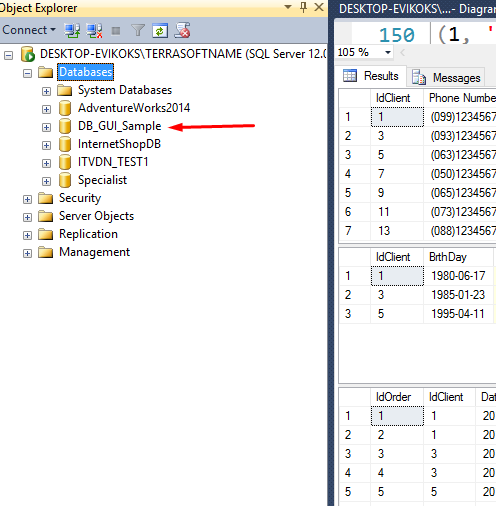 Object Explorer
Connect
DESKTOP-EVIKOKS\TERRASOFTNAME (SQL Server 12.0
Databases
System Databases
AdventureWorks2014
DB_GUI_Sample
InternetShopDB
ITVDN_TEST1
Specialist
Security
Server Objects
Replication
Management
DESKTOP-EVIKOKS\...- Diagram
150 (1, '
105 %
Results Messages
IdClient Phone Number
1 1 (099)1234567
2 3 (093)1234567
3 5 (063)1234567
4 7 (050)1234567
5 9 (065)1234567
6 11 (073)1234567
7 13 (088)1234567
IdClient BrthDay
1 1 1980-06-17
2 3 1985-01-23
3 5 1995-04-11
IdOrder IdClient Dat
1 1 1 20
2 2 1 20
3 3 3 20
4 4 3 20
5 5 5 20